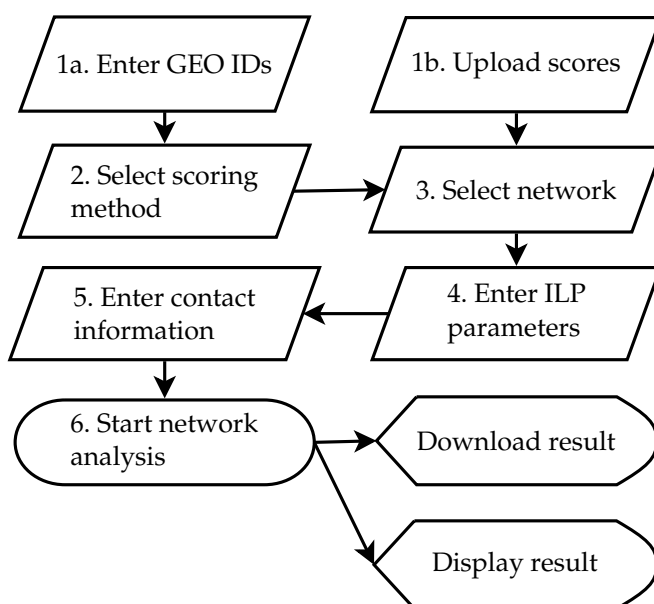 1a. Enter GEO IDs
1b. Upload scores
2. Select scoring
method
3. Select network
5. Enter contact
information
4. Enter ILP
parameters
6. Start network
analysis
Download result
Display result